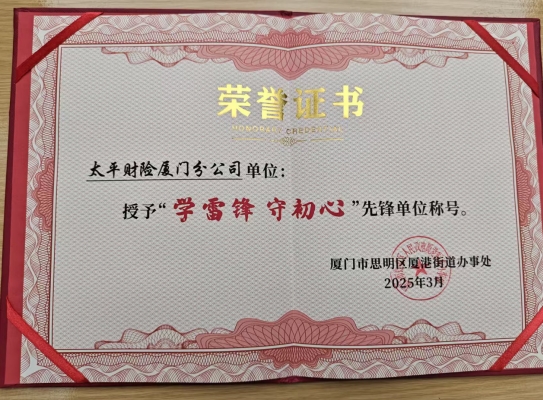 荣誉证书
HONORARY CREDENTIAL
太平财险厦门分公司单位：
授予“学雷锋 守初心”先锋单位称号。
厦门市思明区厦港街道办事处
2025年3月